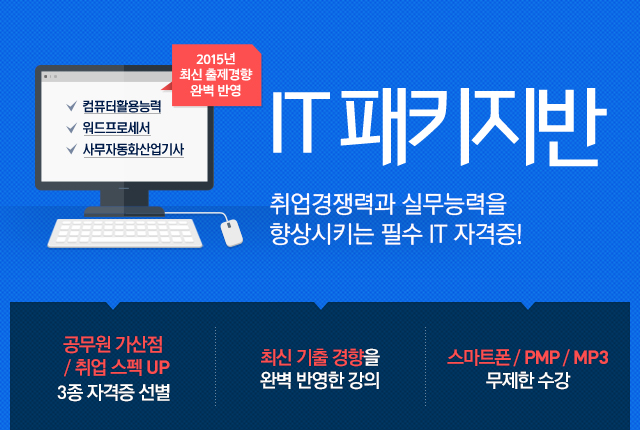 2015년
최신 출제경향
완벽 반영
컴퓨터활용능력
워드프로세서
사무자동화산업기사
IT 패키지반
취업경쟁력과 실무능력을
향상시키는 필수 IT 자격증!
공무원 가산점
/ 취업 스펙 UP
3종 자격증 선별
최신 기출 경향을
완벽 반영한 강의
스마트폰 / PMP / MP3
무제한 수강